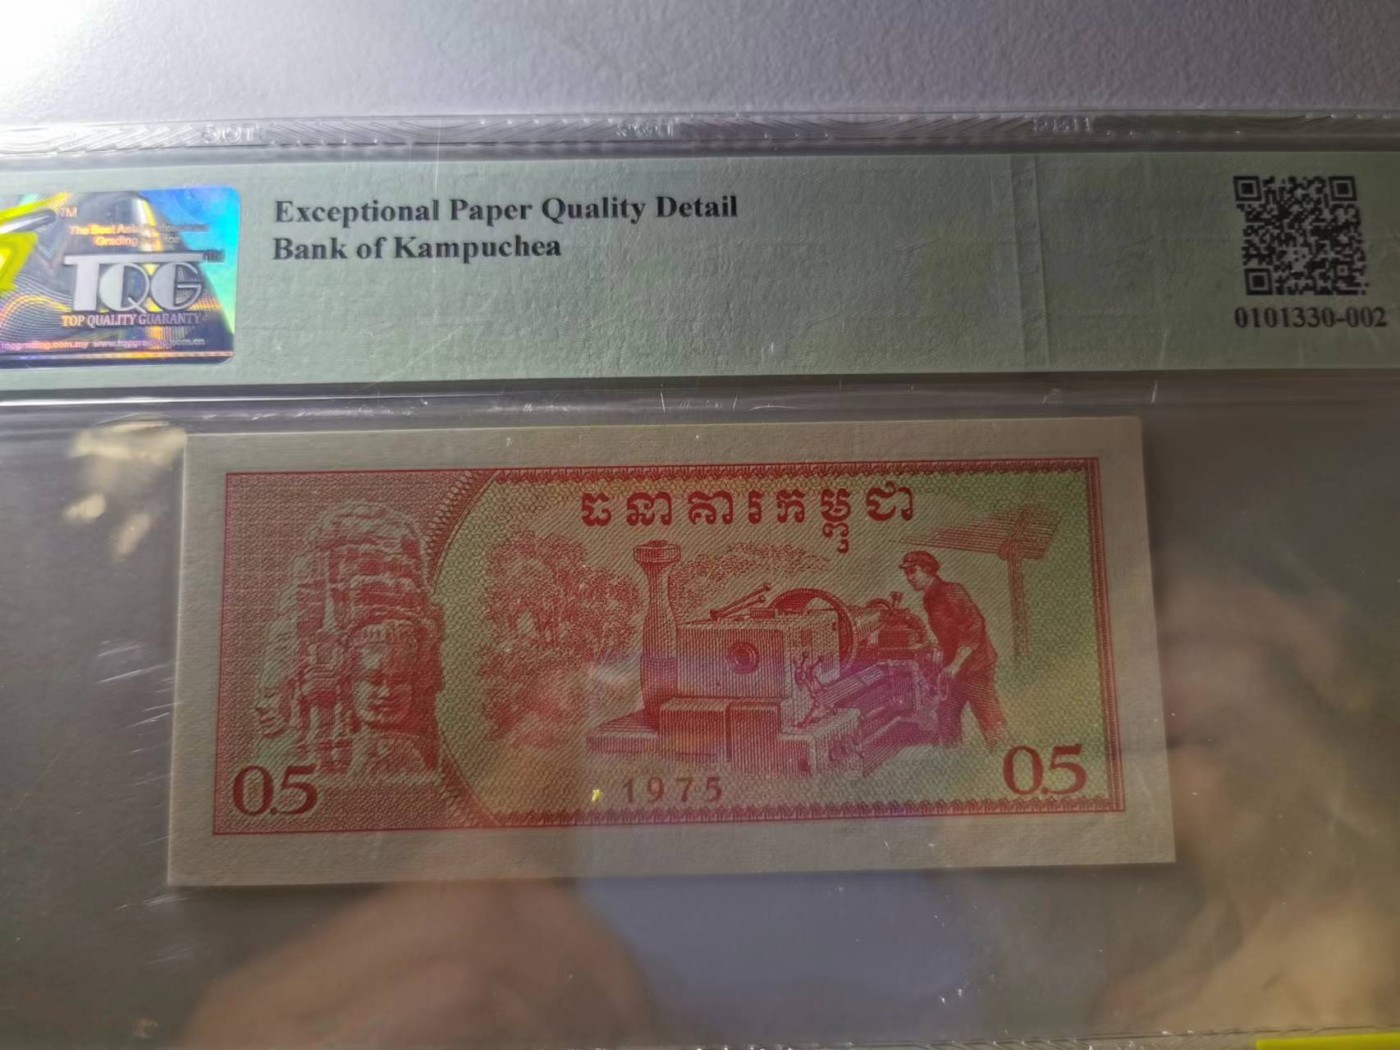 TM
TQG
TOP QUALITY GUARANTY
Exceptional Paper Quality Detail
Bank of Kampuchea
0101330-002
ធនាគារកម្ពុជា
0.5
1975
0.5